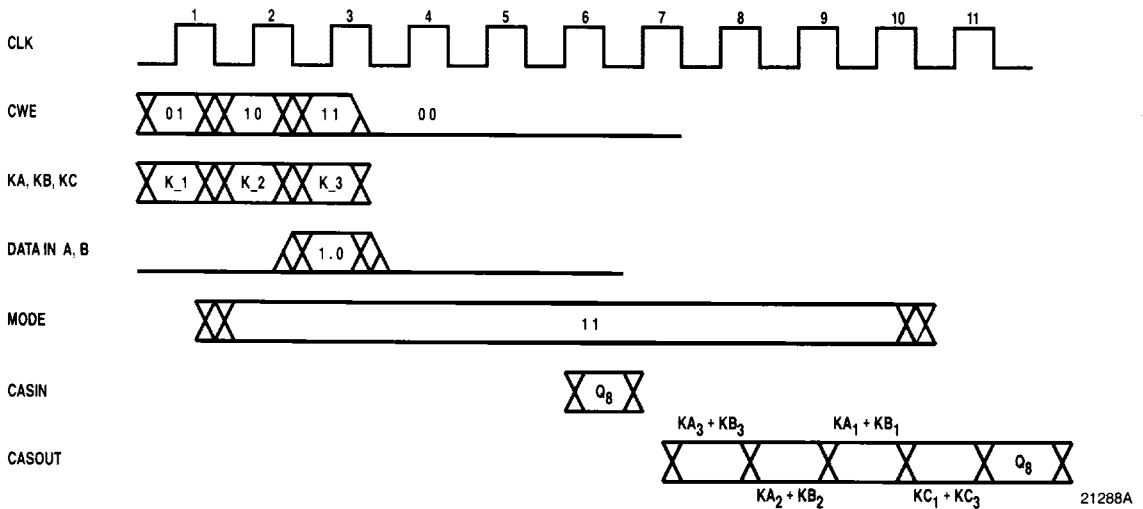 1 2 3 4 5 6 7 8 9 10 11
CLK
CWE 01 10 11 00
KA, KB, KC K_1 K_2 K_3
DATA IN A, B 1.0
MODE 11
CASIN Q8
KA3 + KB3 KA1 + KB1
CASOUT Q8
KA2 + KB2 KC1 + KC3
21288A